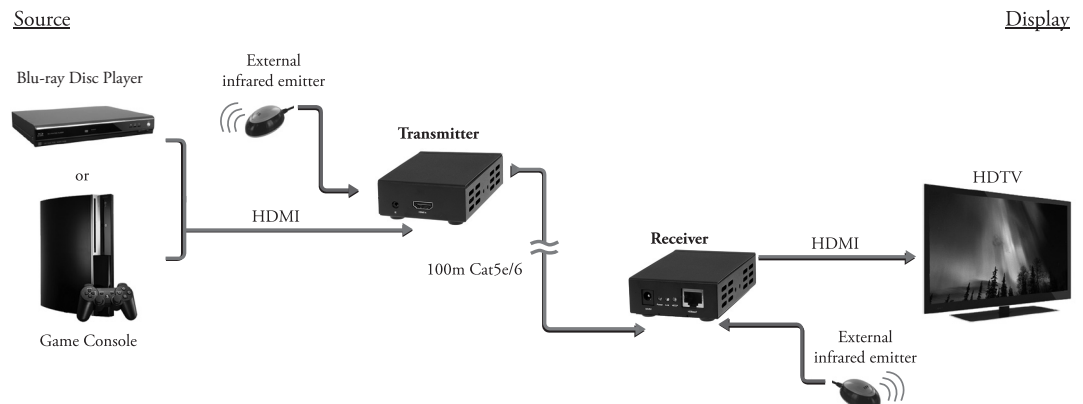 Source
Display
Blu-ray Disc Player
External
infrared emitter
Transmitter
or
HDTV
HDMI
Receiver
HDMI
100m Cat5e/6
Game Console
External
infrared emitter